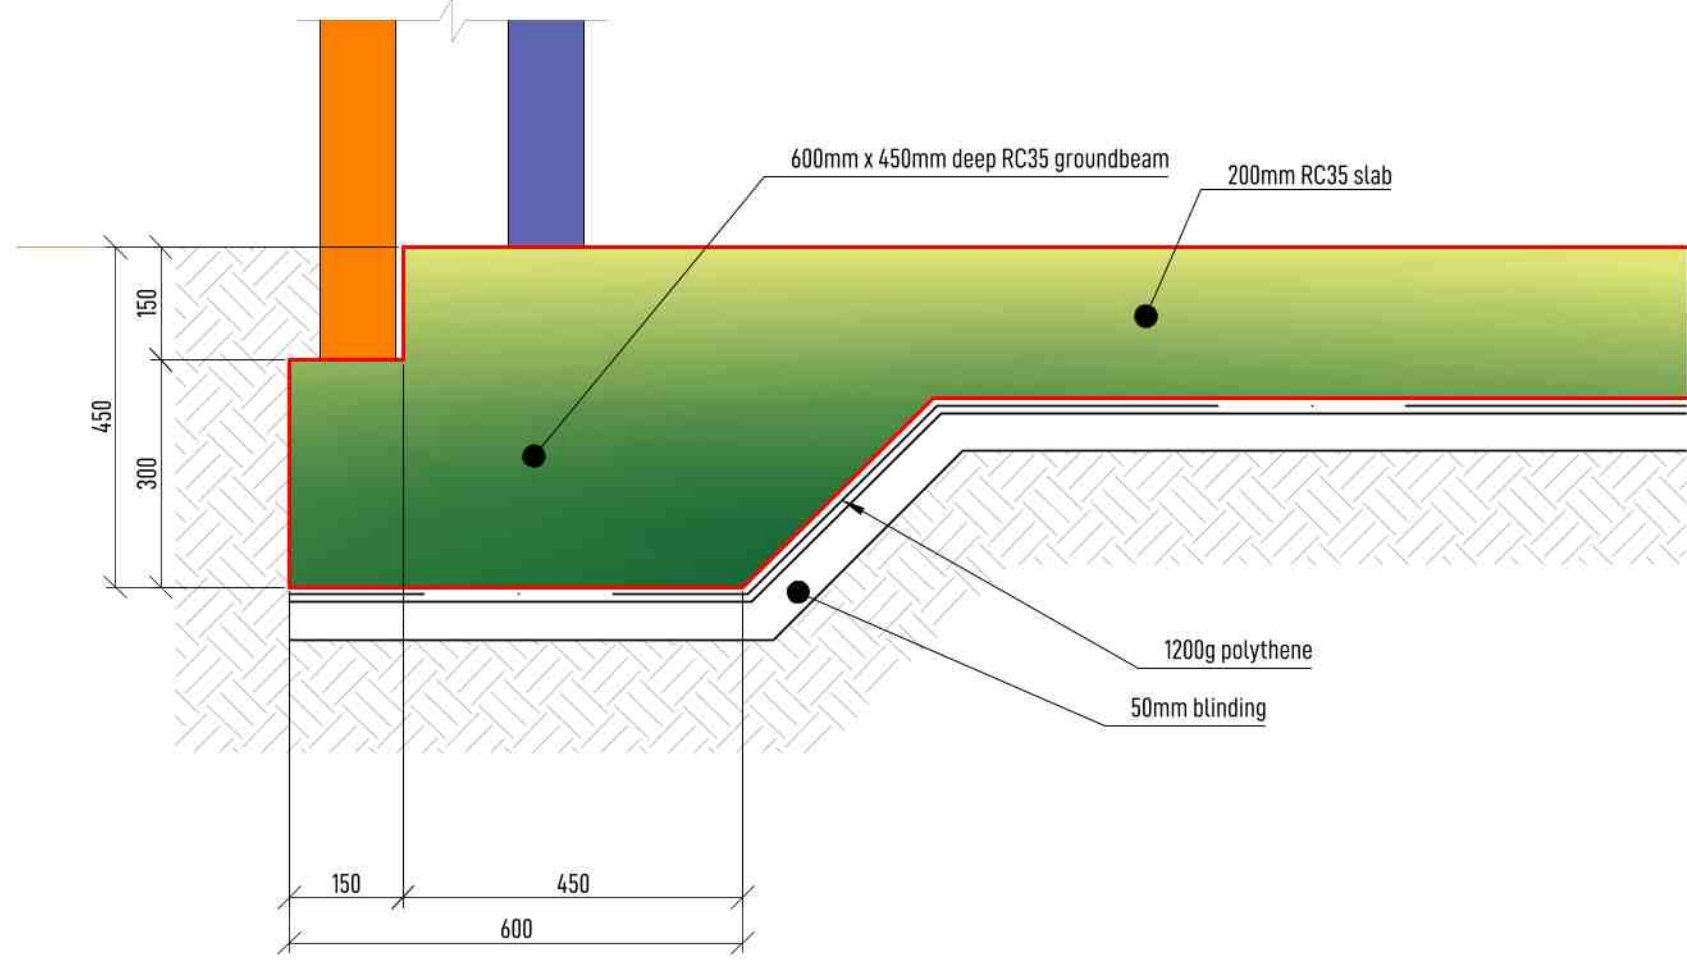 600mm x 450mm deep RC35 groundbeam
200mm RC35 slab
150
450
300
1200g polythene
50mm blinding
150
450
600